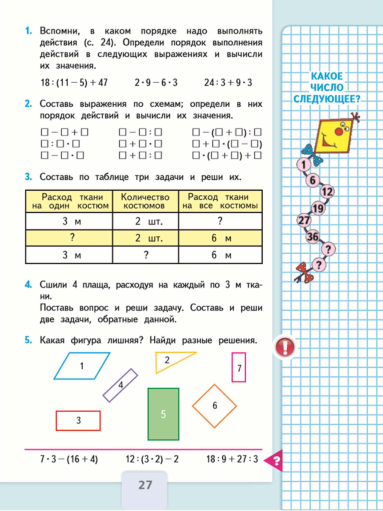 1. Вспомни, в каком порядке надо выполнять
действия (с. 24). Определи порядок выполнения
действий в следующих выражениях и вычисли
их значения.
18 : (11 − 5) + 47 2 · 9 − 6 · 3 24 : 3 + 9 · 3
2. Составь выражения по схемам; определи в них
порядок действий и вычисли их значения.
□ − □ + □ □ − □ : □ □ − (□ + □) : □
□ : □ · □ □ + □ · □ □ + □ · (□ − □)
□ − □ · □ □ + □ : □ □ · (□ + □) + □
3. Составь по таблице три задачи и реши их.
Расход ткани на один костюм Количество костюмов Расход ткани на все костюмы
3 м 2 шт. ?
? 2 шт. 6 м
3 м ? 6 м
4. Сшили 4 плаща, расходуя на каждый по 3 м тка-
ни.
Поставь вопрос и реши задачу. Составь и реши
две задачи, обратные данной.
5. Какая фигура лишняя? Найди разные решения.
1
2
7
4
5
6
3
7 · 3 − (16 + 4) 12 : (3 · 2) − 2 18 : 9 + 27 : 3
?
27
КАКОЕ
ЧИСЛО
СЛЕДУЮЩЕЕ?
1
6
12
19
27
36
?
?
!